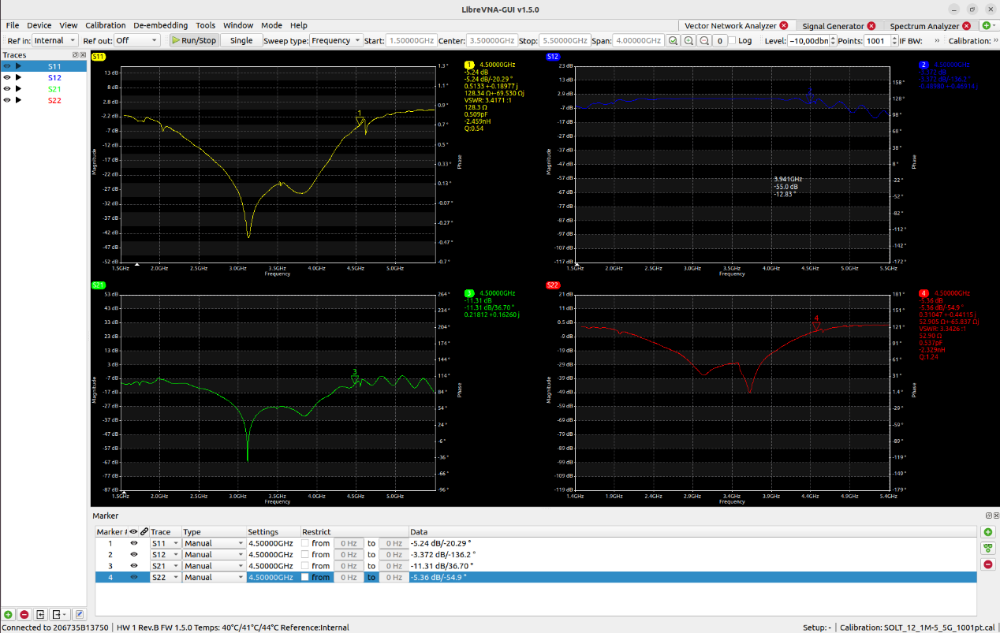 LibreVNA-GUI v1.5.0
File Device View Calibration De-embedding Tools Window Mode Help
Vector Network Analyzer Signal Generator Spectrum Analyzer
Ref in: Internal Ref out: Off Run/Stop Single Sweep type: Frequency Start: 1.50000GHz Center: 3.50000GHz Stop: 5.50000GHz Span: 4.00000GHz 0 Log Level: -10,00dbm Points: 1001 IF BW: » Calibration: »
Traces
S11
S12
S21
S22
S11
13 dB
8 dB
2.8 dB
-2.2 dB
-7 dB
-12 dB
-17 dB
-22 dB
-27 dB
-32 dB
-37 dB
-42 dB
-47 dB
-52 dB
Magnitude
1
1.3 °
1.1 °
0.9 °
0.7 °
0.5 °
0.33 °
0.13 °
-0.07 °
-0.27 °
-0.47 °
-0.7 °
Phase
1.5GHz 2.0GHz 2.5GHz 3.0GHz 3.5GHz 4.0GHz 4.5GHz 5.0GHz
Frequency
1 4.50000GHz
-5.24 dB
-5.24 dB/-20.29 °
0.5133 +-0.18977 j
128.34 Ω+-69.530 Ωj
VSWR: 3.4171 :1
128.3 Ω
0.509pF
-2.459nH
Q:0.54
S12
23 dB
13 dB
2.9 dB
-7 dB
-17 dB
-27 dB
-37 dB
-47 dB
-57 dB
-67 dB
-77 dB
-87 dB
-97 dB
-107 dB
-117 dB
Magnitude
3.941GHz
-55.0 dB
-12.83 °
158 °
128 °
98 °
68 °
38 °
8 °
-22 °
-52 °
-82 °
-112 °
-142 °
-172 °
Phase
1.5GHz 2.0GHz 2.5GHz 3.0GHz 3.5GHz 4.0GHz 4.5GHz 5.0GHz 5.5GHz
Frequency
2 4.50000GHz
-3.372 dB
-3.372 dB/-136.2 °
S21
53 dB
43 dB
33 dB
23 dB
13 dB
3 dB
-7 dB
-17 dB
-27 dB
-37 dB
-47 dB
-57 dB
-67 dB
-77 dB
-87 dB
Magnitude
3
264 °
234 °
204 °
174 °
144 °
114 °
84 °
54 °
24 °
-6 °
-36 °
-66 °
-96 °
Phase
1.5GHz 2.0GHz 2.5GHz 3.0GHz 3.5GHz 4.0GHz 4.5GHz 5.0GHz
Frequency
3 4.50000GHz
-11.31 dB
-11.31 dB/36.70 °
0.21812 +0.16260 j
S22
21 dB
11 dB
0.5 dB
-9 dB
-19 dB
-29 dB
-39 dB
-49 dB
-59 dB
-69 dB
-79 dB
-89 dB
-99 dB
-109 dB
-119 dB
Magnitude
4
181 °
151 °
121 °
91 °
61 °
31 °
1.4 °
-29 °
-59 °
-89 °
-119 °
-140 °
-179 °
Phase
1.4GHz 1.9GHz 2.4GHz 2.9GHz 3.4GHz 3.9GHz 4.4GHz 4.9GHz 5.4GHz
Frequency
4 4.50000GHz
-5.36 dB
-5.36 dB/-54.9 °
0.31047 +-0.44115 j
52.905 Ω+-65.837 Ωj
VSWR: 3.3426 :1
52.90 Ω
0.537pF
-2.329nH
Q:1.24
Marker
Marker # Trace Type Settings Restrict Data
1 S11 Manual 4.50000GHz from 0 Hz to 0 Hz -5.24 dB/-20.29 °
2 S12 Manual 4.50000GHz from 0 Hz to 0 Hz -3.372 dB/-136.2 °
3 S21 Manual 4.50000GHz from 0 Hz to 0 Hz -11.31 dB/36.70 °
4 S22 Manual 4.50000GHz from 0 Hz to 0 Hz -5.36 dB/-54.9 °
Connected to 206735B13750 HW 1 Rev.B FW 1.5.0 Temps: 40°C/41°C/44°C Reference:Internal Setup: - Calibration: SOLT_12_1M-5_5G_1001pt.cal